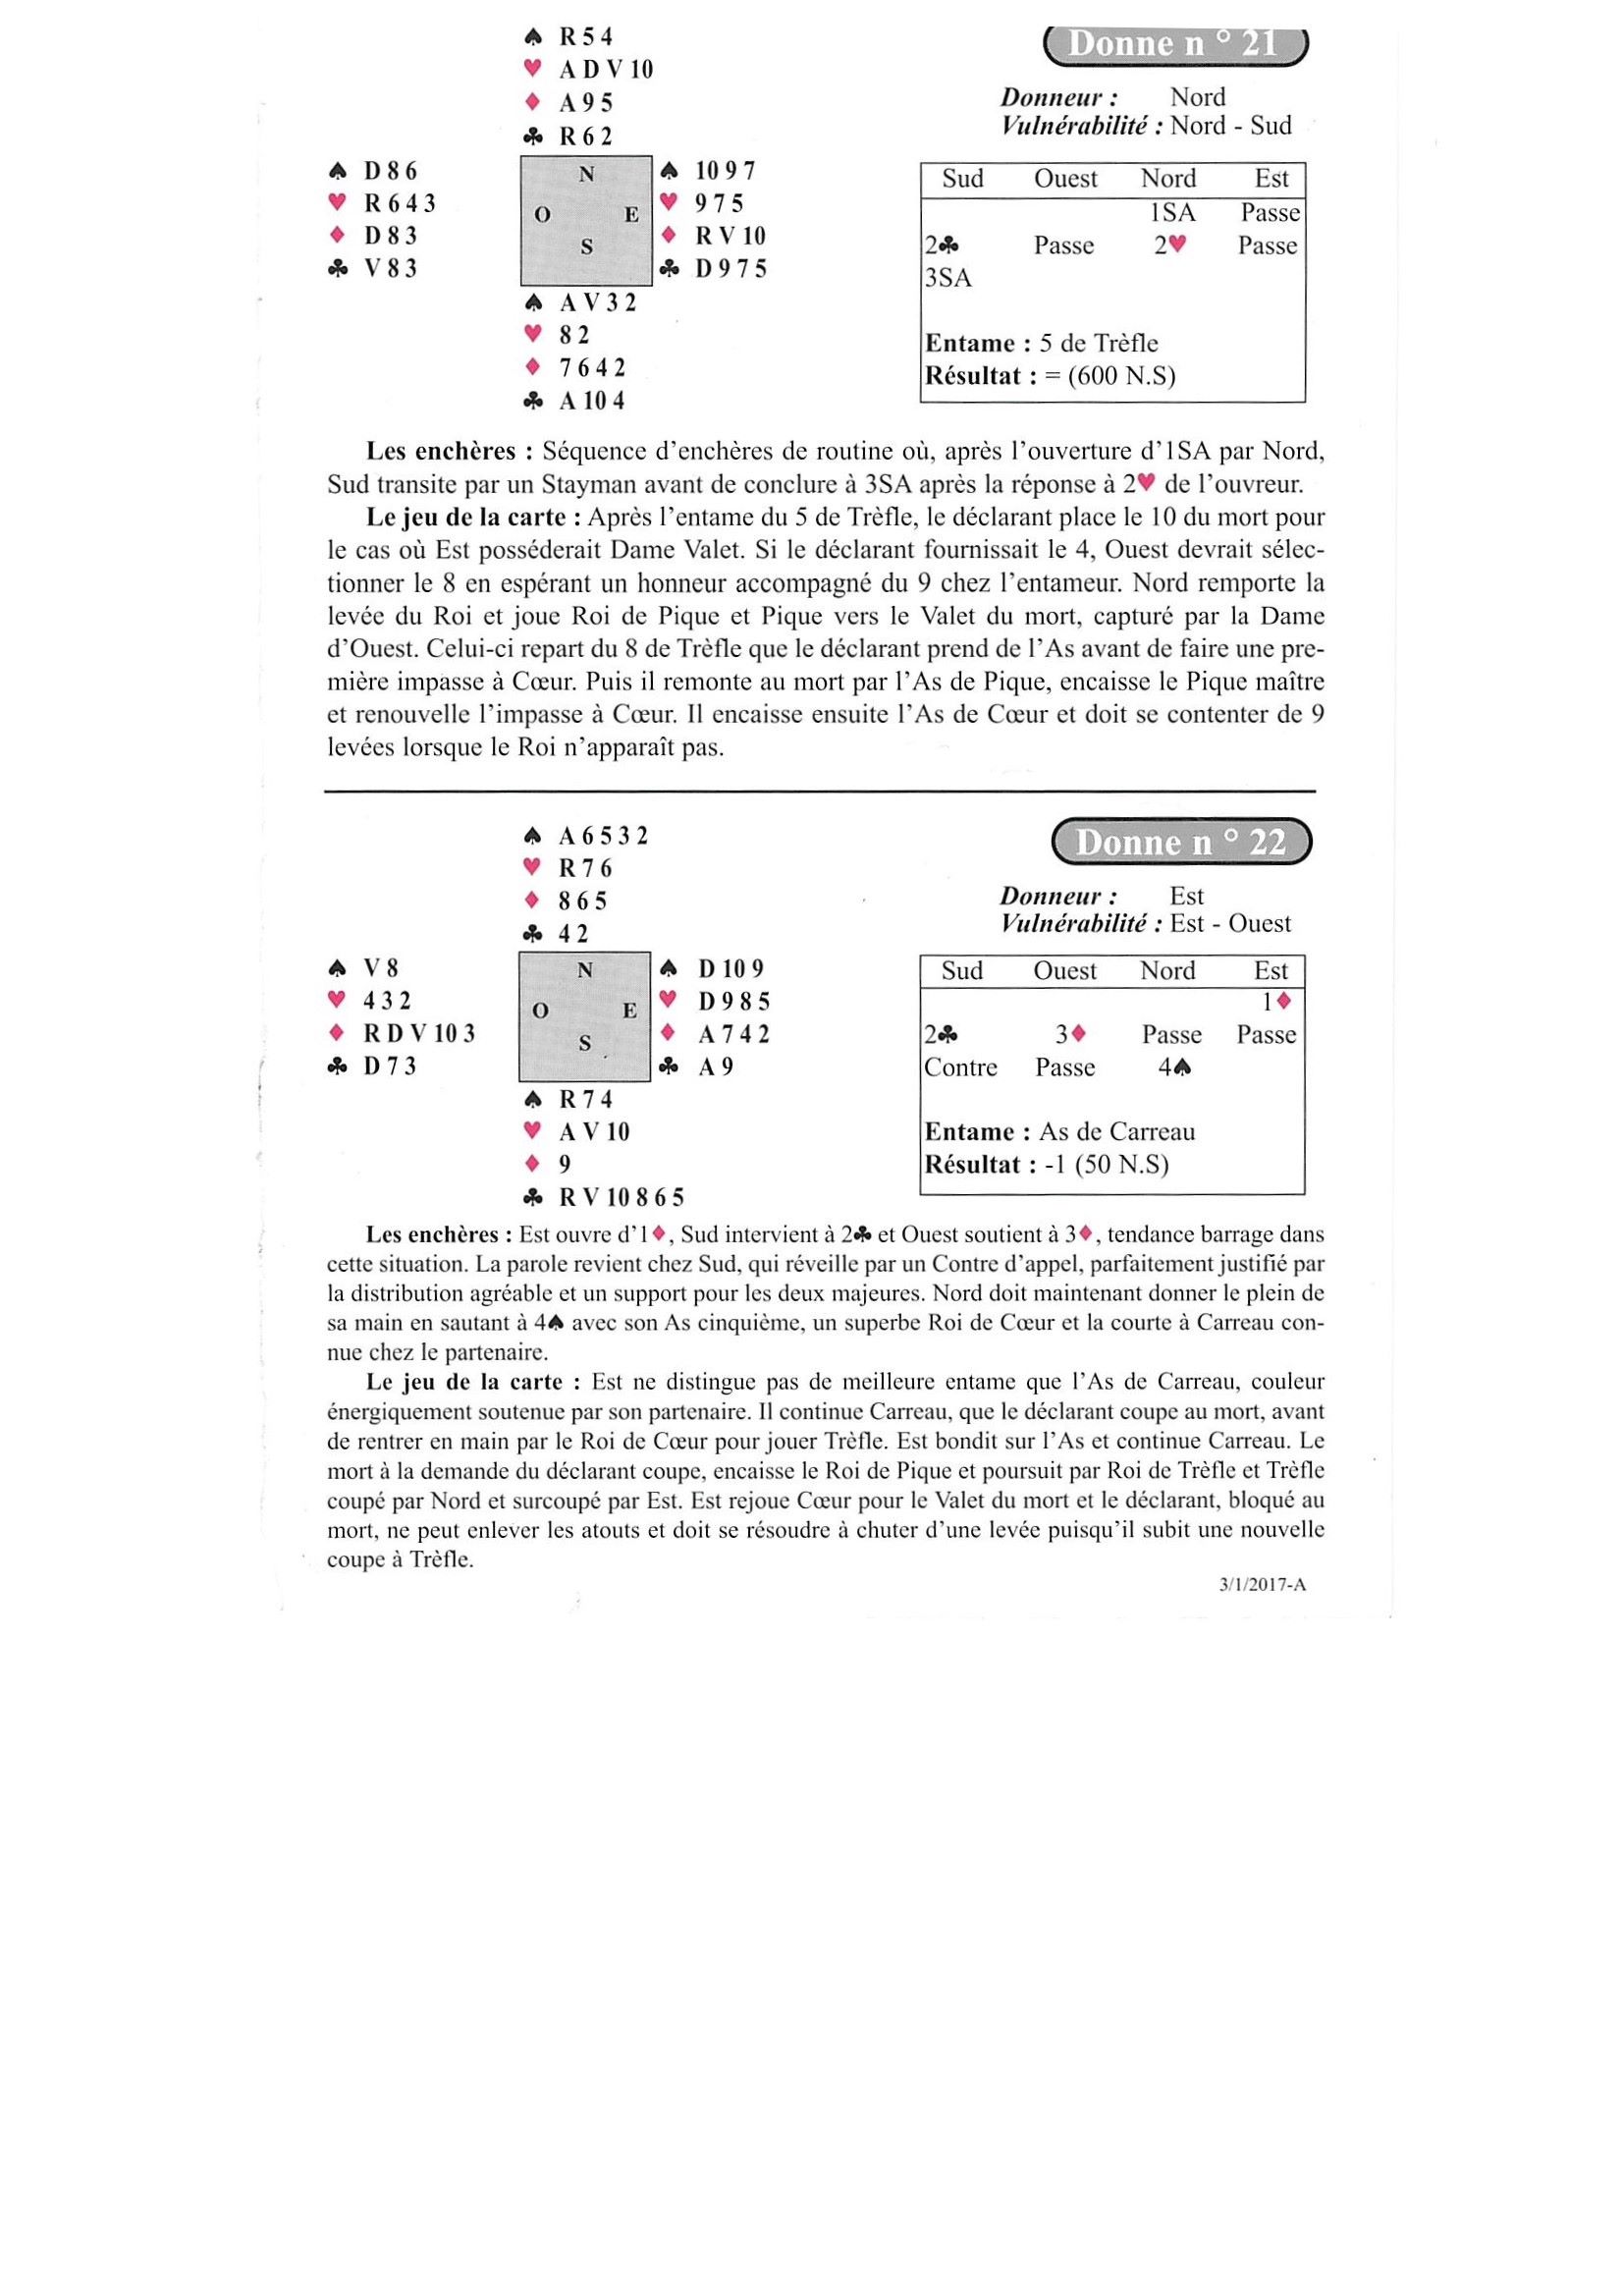 ♠ R 5 4
Donne n ° 21
♥ A D V 10
♦ A 9 5
Donneur : Nord
♣ R 6 2
Vulnérabilité : Nord - Sud
♠ D 8 6
N
♠ 10 9 7
♥ R 6 4 3
O E
♥ 9 7 5
♦ D 8 3
S
♦ R V 10
♣ V 8 3
♣ D 9 7 5
♠ A V 3 2
♥ 8 2
♦ 7 6 4 2
♣ A 10 4
Sud Ouest Nord Est
1SA Passe
2♣ Passe 2♥ Passe
3SA
Entame : 5 de Trèfle
Résultat : = (600 N.S)
Les enchères : Séquence d'enchères de routine où, après l'ouverture d'1SA par Nord,
Sud transite par un Stayman avant de conclure à 3SA après la réponse à 2♥ de l'ouvreur.
Le jeu de la carte : Après l'entame du 5 de Trèfle, le déclarant place le 10 du mort pour
le cas où Est posséderait Dame Valet. Si le déclarant fournissait le 4, Ouest devrait sélec-
tionner le 8 en espérant un honneur accompagné du 9 chez l'entameur. Nord remporte la
levée du Roi et joue Roi de Pique et Pique vers le Valet du mort, capturé par la Dame
d'Ouest. Celui-ci repart du 8 de Trèfle que le déclarant prend de l'As avant de faire une pre-
mière impasse à Cœur. Puis il remonte au mort par l'As de Pique, encaisse le Pique maître
et renouvelle l'impasse à Cœur. Il encaisse ensuite l'As de Cœur et doit se contenter de 9
levées lorsque le Roi n'apparaît pas.
♠ A 6 5 3 2
Donne n ° 22
♥ R 7 6
♦ 8 6 5
Donneur : Est
♣ 4 2
Vulnérabilité : Est - Ouest
♠ V 8
N
♠ D 10 9
♥ 4 3 2
O E
♥ D 9 8 5
♦ R D V 10 3
S
♦ A 7 4 2
♣ D 7 3
♣ A 9
♠ R 7 4
♥ A V 10
♦ 9
♣ R V 10 8 6 5
Sud Ouest Nord Est
1♦
2♣ 3♦ Passe Passe
Contre Passe 4♠
Entame : As de Carreau
Résultat : -1 (50 N.S)
Les enchères : Est ouvre d'1♦, Sud intervient à 2♣ et Ouest soutient à 3♦, tendance barrage dans
cette situation. La parole revient chez Sud, qui réveille par un Contre d'appel, parfaitement justifié par
la distribution agréable et un support pour les deux majeures. Nord doit maintenant donner le plein de
sa main en sautant à 4♠ avec son As cinquième, un superbe Roi de Cœur et la courte à Carreau con-
nue chez le partenaire.
Le jeu de la carte : Est ne distingue pas de meilleure entame que l'As de Carreau, couleur
énergiquement soutenue par son partenaire. Il continue Carreau, que le déclarant coupe au mort, avant
de rentrer en main par le Roi de Cœur pour jouer Trèfle. Est bondit sur l'As et continue Carreau. Le
mort à la demande du déclarant coupe, encaisse le Roi de Pique et poursuit par Roi de Trèfle et Trèfle
coupé par Nord et surcoupé par Est. Est rejoue Cœur pour le Valet du mort et le déclarant, bloqué au
mort, ne peut enlever les atouts et doit se résoudre à chuter d'une levée puisqu'il subit une nouvelle
coupe à Trèfle.
3/1/2017-A